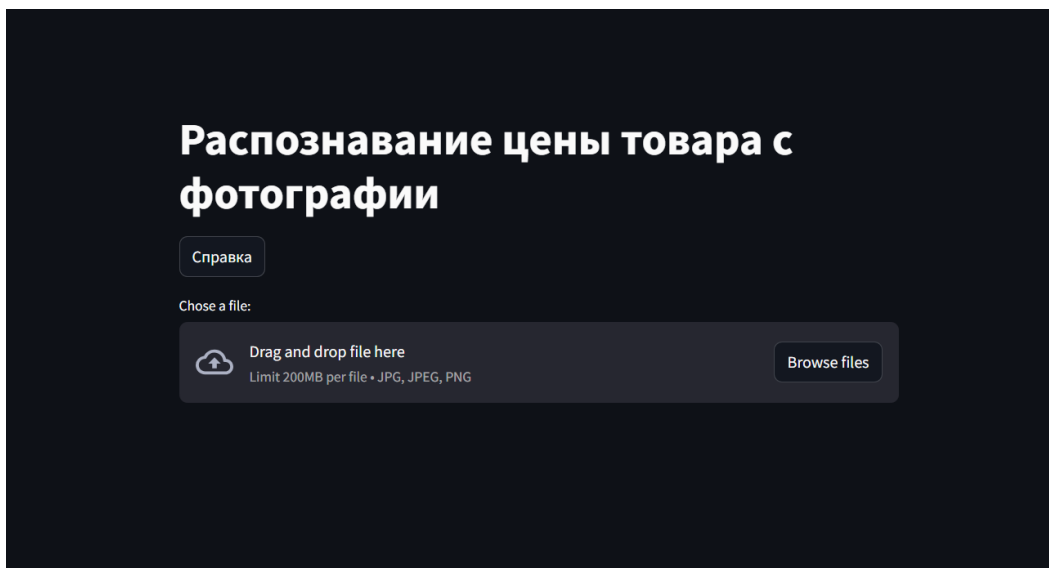 Распознавание цены товара с
фотографии
Справка
Chose a file:
Drag and drop file here
Limit 200MB per file • JPG, JPEG, PNG
Browse files